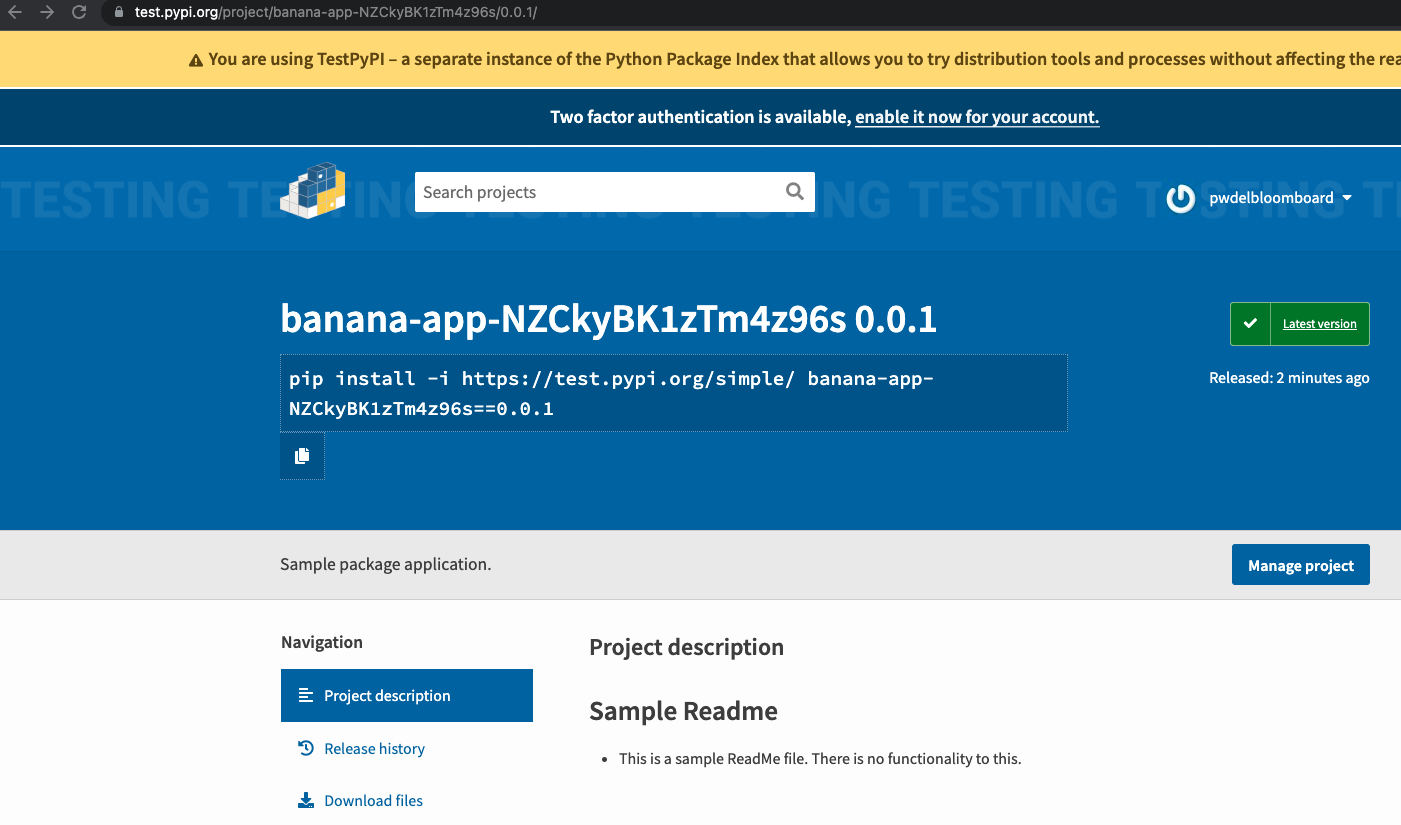 test.pypi.org/project/banana-app-NZCkyBK1zTm4z96s/0.0.1/
You are using TestPyPI – a separate instance of the Python Package Index that allows you to try distribution tools and processes without affecting the
Two factor authentication is available, enable it now for your account.
TESTING TESTING TESTING TESTING TESTING
Search projects
pwdelbloomboard
banana-app-NZCkyBK1zTm4z96s 0.0.1
Latest version
pip install -i https://test.pypi.org/simple/ banana-app-
NZCkyBK1zTm4z96s==0.0.1
Released: 2 minutes ago
Sample package application.
Manage project
Navigation
Project description
Project description
Sample Readme
Release history
This is a sample ReadMe file. There is no functionality to this.
Download files